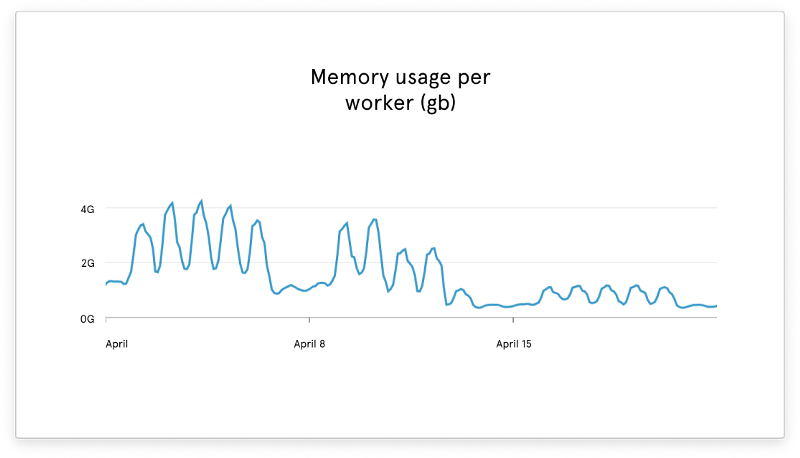 Memory usage per
worker (gb)
4G
2G
0G
April
April 8
April 15